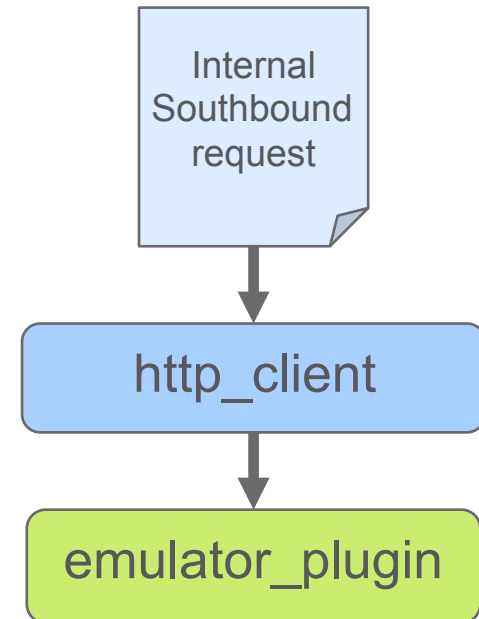 Internal
Southbound
request
http_client
emulator_plugin